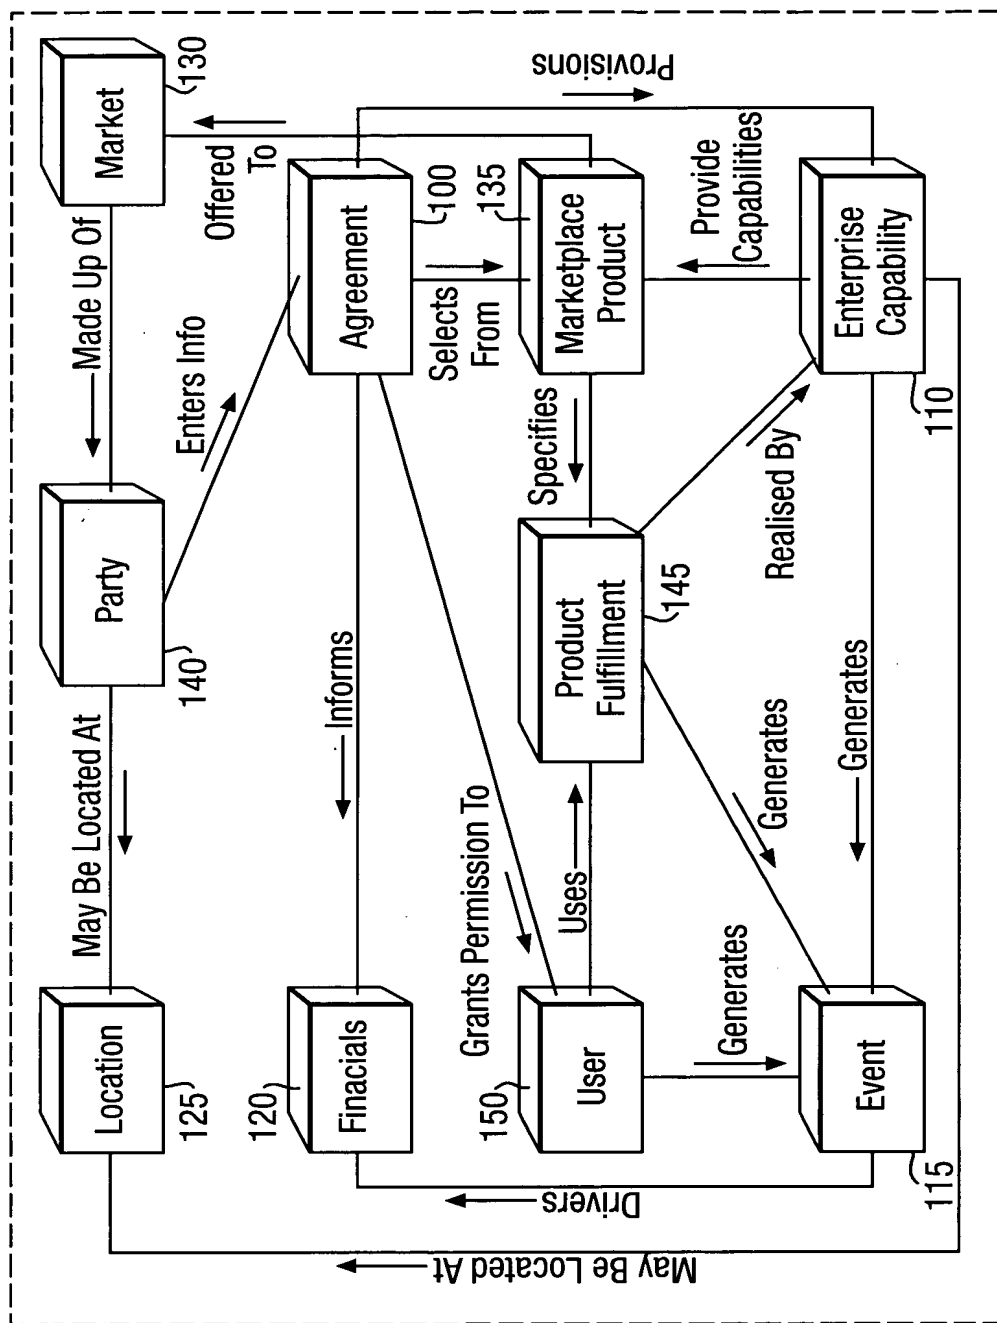 Location
125
May Be Located At
Party
140
Made Up Of
Market
130
Finacials
120
Informs
Enters Info
Agreement
100
Offered
To
Grants Permission To
Selects
From
Provisions
User
150
Uses
Product
Fulfillment
145
Specifies
Marketplace
Product
135
Generates
Generates
Realised By
Provide
Capabilities
Event
115
Generates
Enterprise
Capability
110
Drivers
May Be Located At